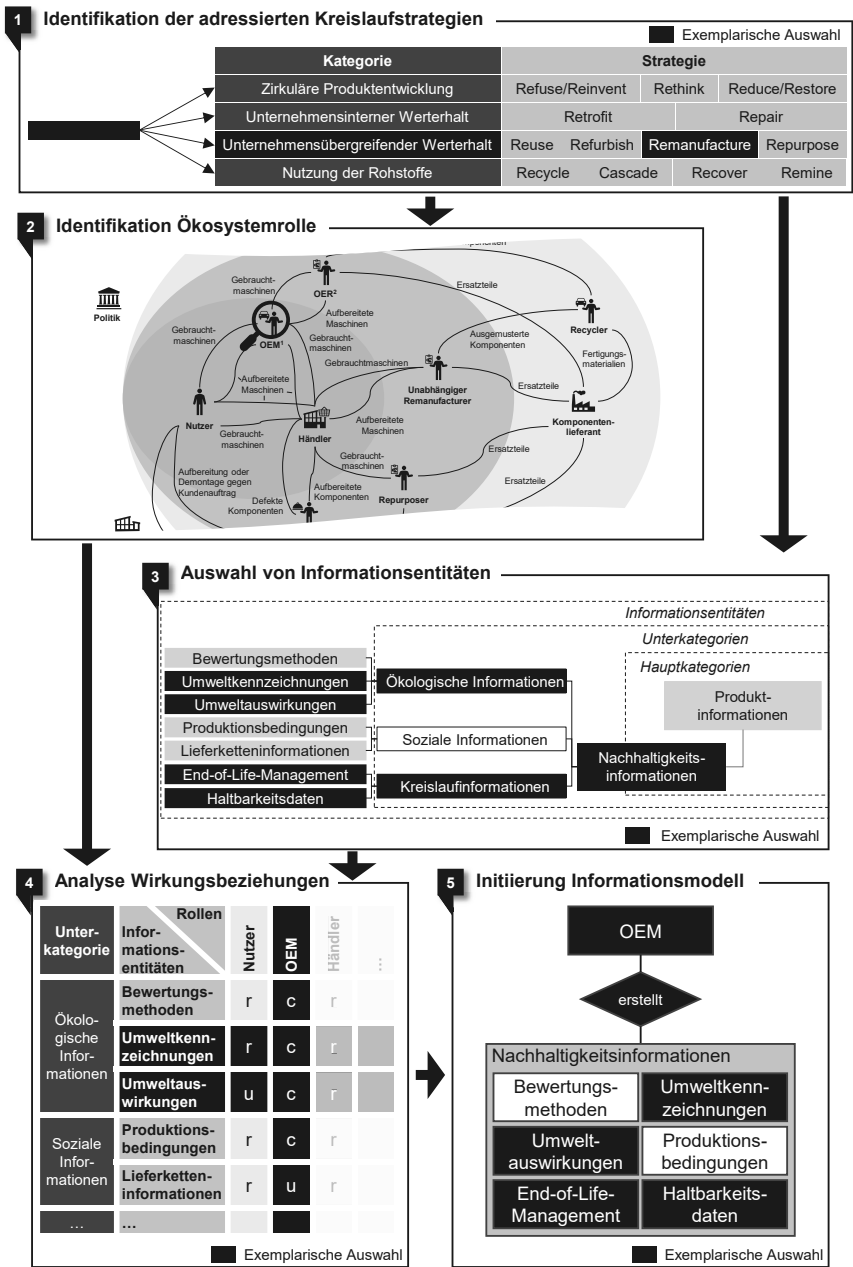 1 Identifikation der adressierten Kreislaufstrategien
Exemplarische Auswahl
Kategorie Strategie
Zirkuläre Produktentwicklung Refuse/Reinvent Rethink Reduce/Restore
Unternehmensinterner Werterhalt Retrofit Repair
Unternehmensübergreifender Werterhalt Reuse Refurbish Remanufacture Repurpose
Nutzung der Rohstoffe Recycle Cascade Recover Remine
2 Identifikation Ökosystemrolle
Politik
Gebraucht-
maschinen
OER²
Ersatzteile
Aufbereitete
Maschinen
Recycler
Gebraucht-
maschinen
OEM¹
Gebraucht-
maschinen
Ausgemusterte
Komponenten
Gebrauchtmaschinen
Fertigungs-
materialien
Aufbereitete
Maschinen
Unabhängiger
Remanufacturer
Ersatzteile
Nutzer
Gebraucht-
maschinen
Händler
Aufbereitete
Maschinen
Komponenten-
lieferant
Gebraucht-
maschinen
Ersatzteile
Aufbereitung oder
Demontage gegen
Kundenauftrag
Defekte
Komponenten
Aufbereitete
Komponenten
Repurposer
Ersatzteile
3 Auswahl von Informationsentitäten
Informationsentitäten
Unterkategorien
Hauptkategorien
Bewertungsmethoden
Umweltkennzeichnungen
Umweltauswirkungen
Ökologische Informationen
Produkt-
informationen
Produktionsbedingungen
Lieferketteninformationen
Soziale Informationen
Nachhaltigkeits-
informationen
End-of-Life-Management
Haltbarkeitsdaten
Kreislaufinformationen
Exemplarische Auswahl
4 Analyse Wirkungsbeziehungen
Unter-
kategorie
Rollen
Infor-
mations-
entitäten
Nutzer
OEM
Händler
...
Ökolo-
gische
Infor-
mationen
Bewertungs-
methoden
r c r
Umweltkenn-
zeichnungen
r c r
Umweltaus-
wirkungen
u c r
Soziale
Infor-
mationen
Produktions-
bedingungen
r c r
Lieferketten-
informationen
r u r
... ...
Exemplarische Auswahl
5 Initiierung Informationsmodell
OEM
erstellt
Nachhaltigkeitsinformationen
Bewertungs-
methoden
Umweltkenn-
zeichnungen
Umwelt-
auswirkungen
Produktions-
bedingungen
End-of-Life-
Management
Haltbarkeits-
daten
Exemplarische Auswahl